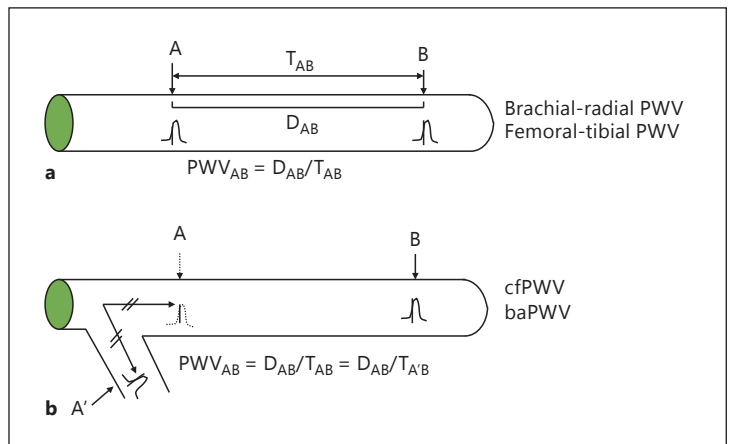 A
T_AB
B
D_AB
Brachial-radial PWV
Femoral-tibial PWV
a
PWV_AB = D_AB/T_AB
A
B
cfPWV
baPWV
PWV_AB = D_AB/T_AB = D_AB/T_A'B
b A'